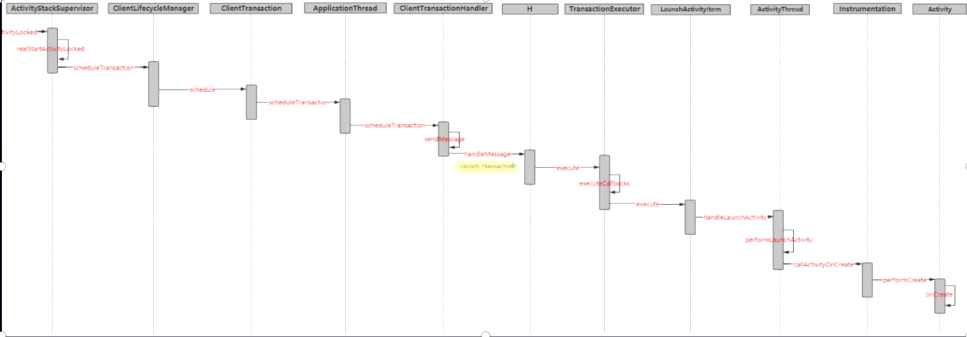 ActivityStackSupervisor
ClientLifecycleManager
ClientTransaction
ApplicationThread
ClientTransactionHandler
H
TransactionExecutor
LaunchActivityItem
ActivityThread
Instrumentation
Activity
tivityLocked
realStartActivityLocked
scheduleTransaction
schedule
scheduleTransaction
scheduleTransaction
sendMessage
handleMessage
EXECUTE_TRANSACTION
execute
executeCallbacks
execute
handleLaunchActivity
performLaunchActivity
callActivityOnCreate
performCreate
onCreate